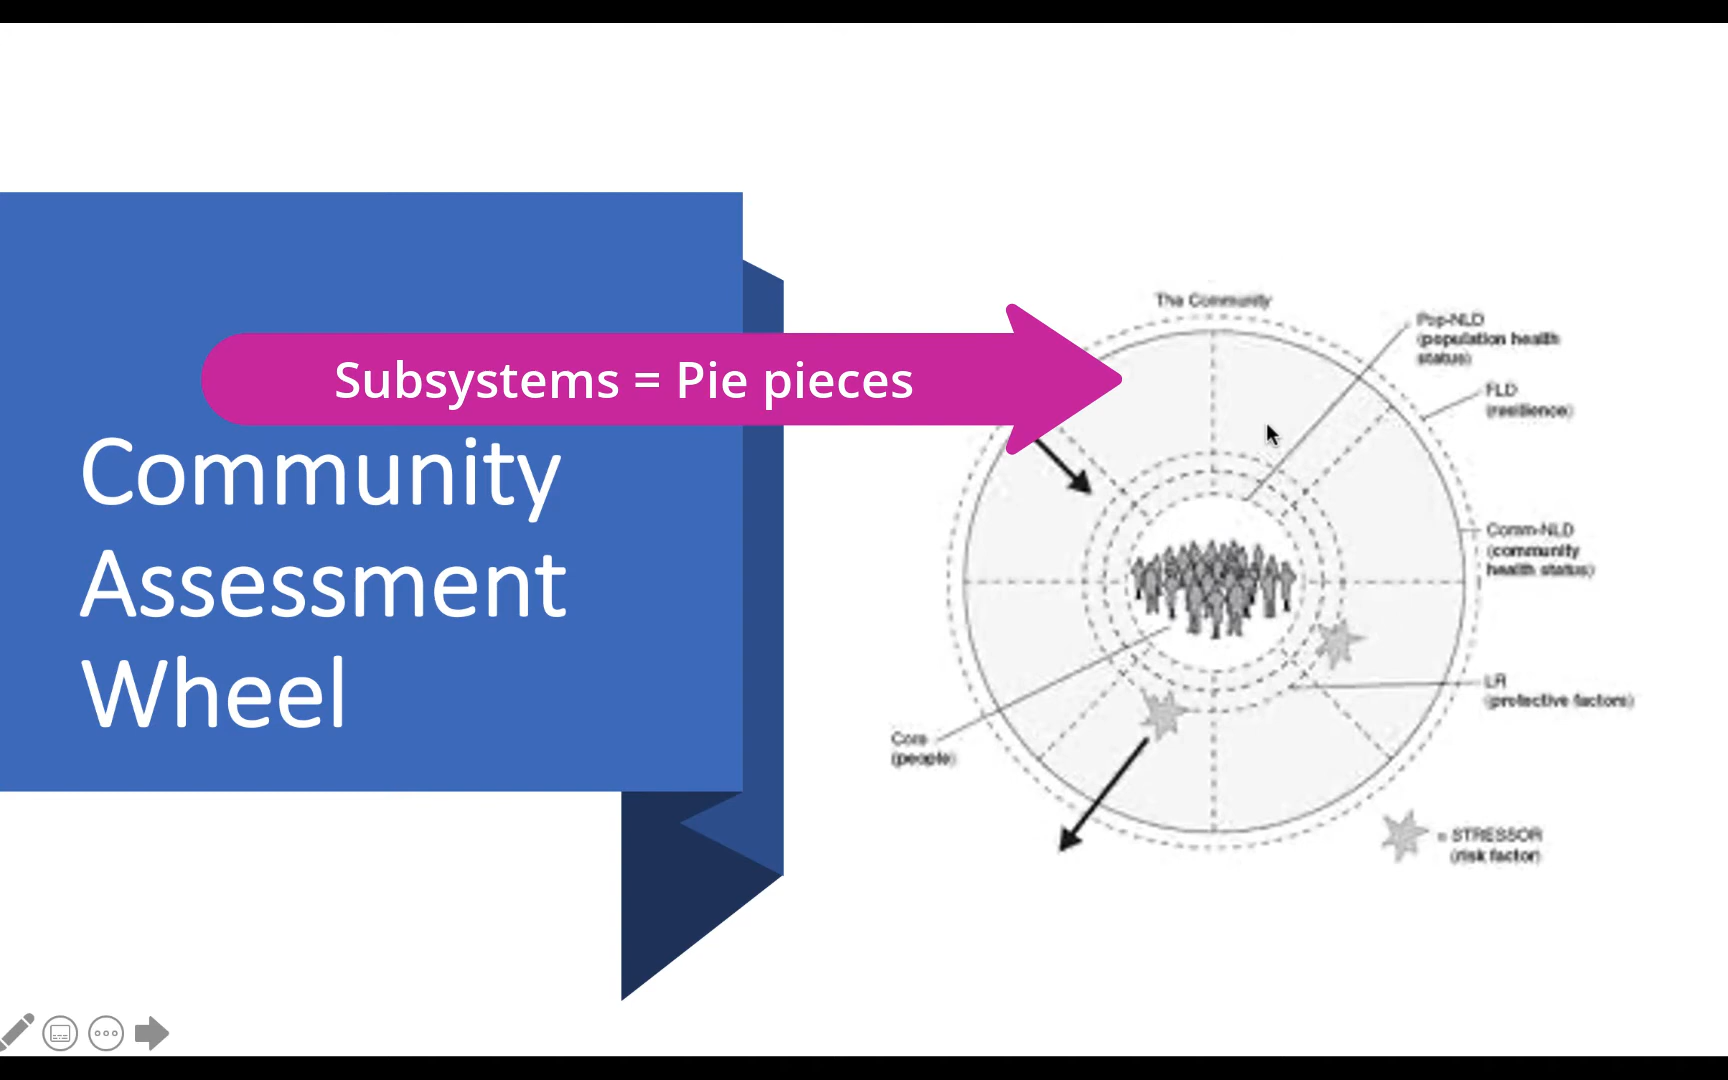 Subsystems = Pie pieces
Community
Assessment
Wheel
The Community
Pop-NLD
(population health
status)
FLD
(resilience)
Comm-NLD
(community
health status)
LR
(protective factors)
Core
(people)
= STRESSOR
(risk factor)